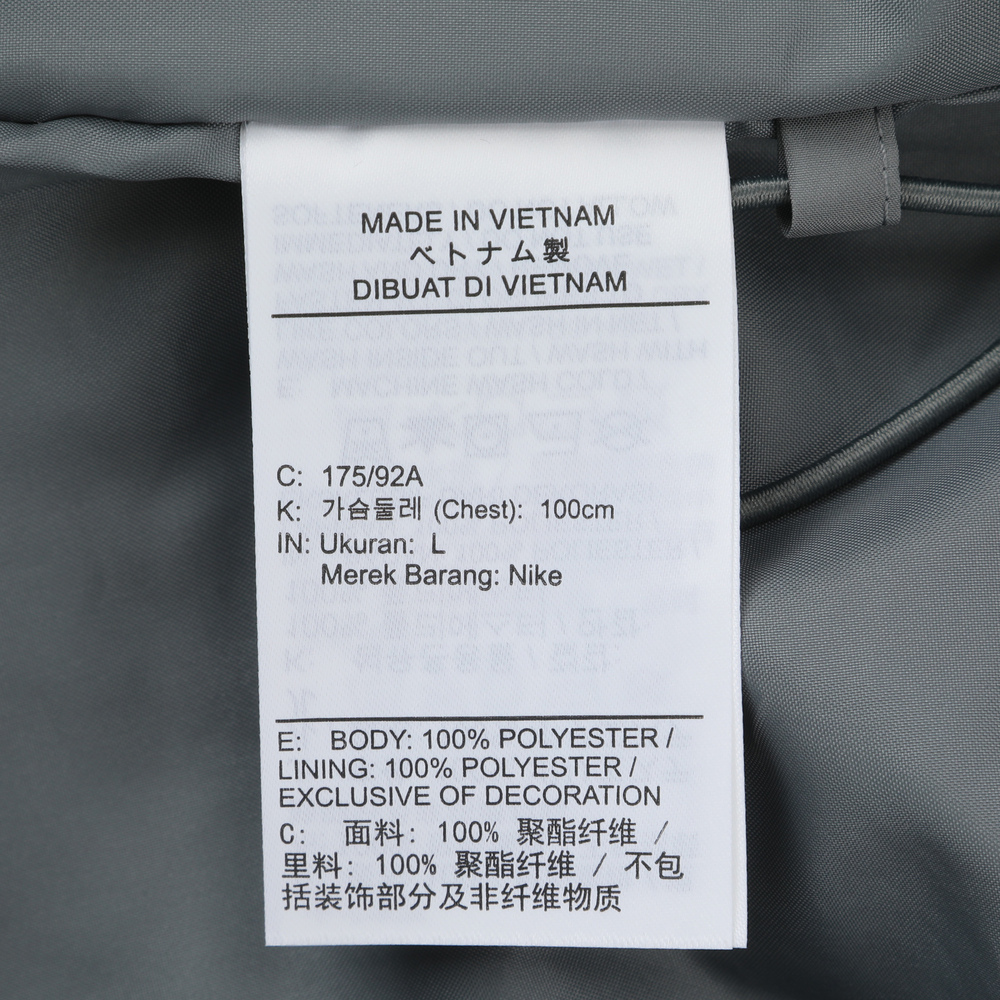 MADE IN VIETNAM
ベトナム製
DIBUAT DI VIETNAM
C: 175/92A
K: 가슴둘레 (Chest): 100cm
IN: Ukuran: L
Merek Barang: Nike
E: BODY: 100% POLYESTER /
LINING: 100% POLYESTER /
EXCLUSIVE OF DECORATION
C: 面料: 100% 聚酯纤维 /
里料: 100% 聚酯纤维 / 不包
括装饰部分及非纤维物质